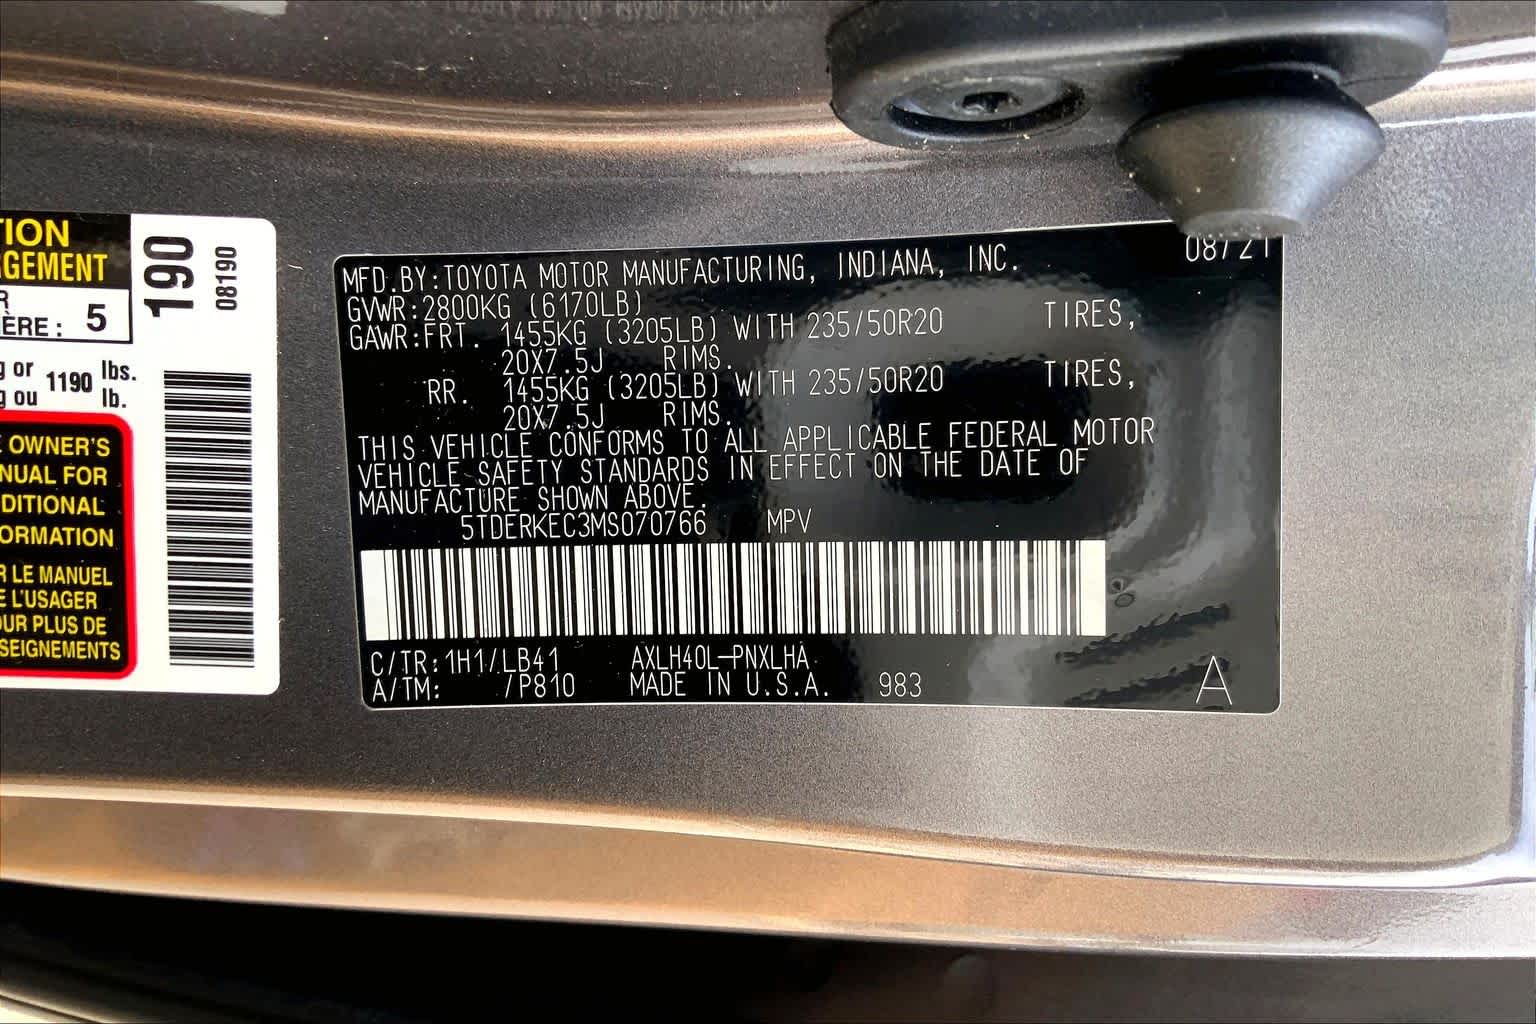 TION
RGEMENT
R
ÈRE: 5
g or 1190 lbs.
g ou lb.
E OWNER'S
NUAL FOR
DITIONAL
ORMATION
R LE MANUEL
E L'USAGER
OUR PLUS DE
SEIGNEMENTS
190
08190
08/21
MFD.BY:TOYOTA MOTOR MANUFACTURING, INDIANA, INC.
GVWR:2800KG (6170LB)
GAWR:FRT. 1455KG (3205LB) WITH 235/50R20 TIRES,
20X7.5J RIMS.
RR. 1455KG (3205LB) WITH 235/50R20 TIRES,
20X7.5J RIMS.
THIS VEHICLE CONFORMS TO ALL APPLICABLE FEDERAL MOTOR
VEHICLE SAFETY STANDARDS IN EFFECT ON THE DATE OF
MANUFACTURE SHOWN ABOVE.
5TDERKEC3MS070766 MPV
C/TR:1H1/LB41 AXLH40L-PNXLHA
A/TM: /P810 MADE IN U.S.A. 983
A